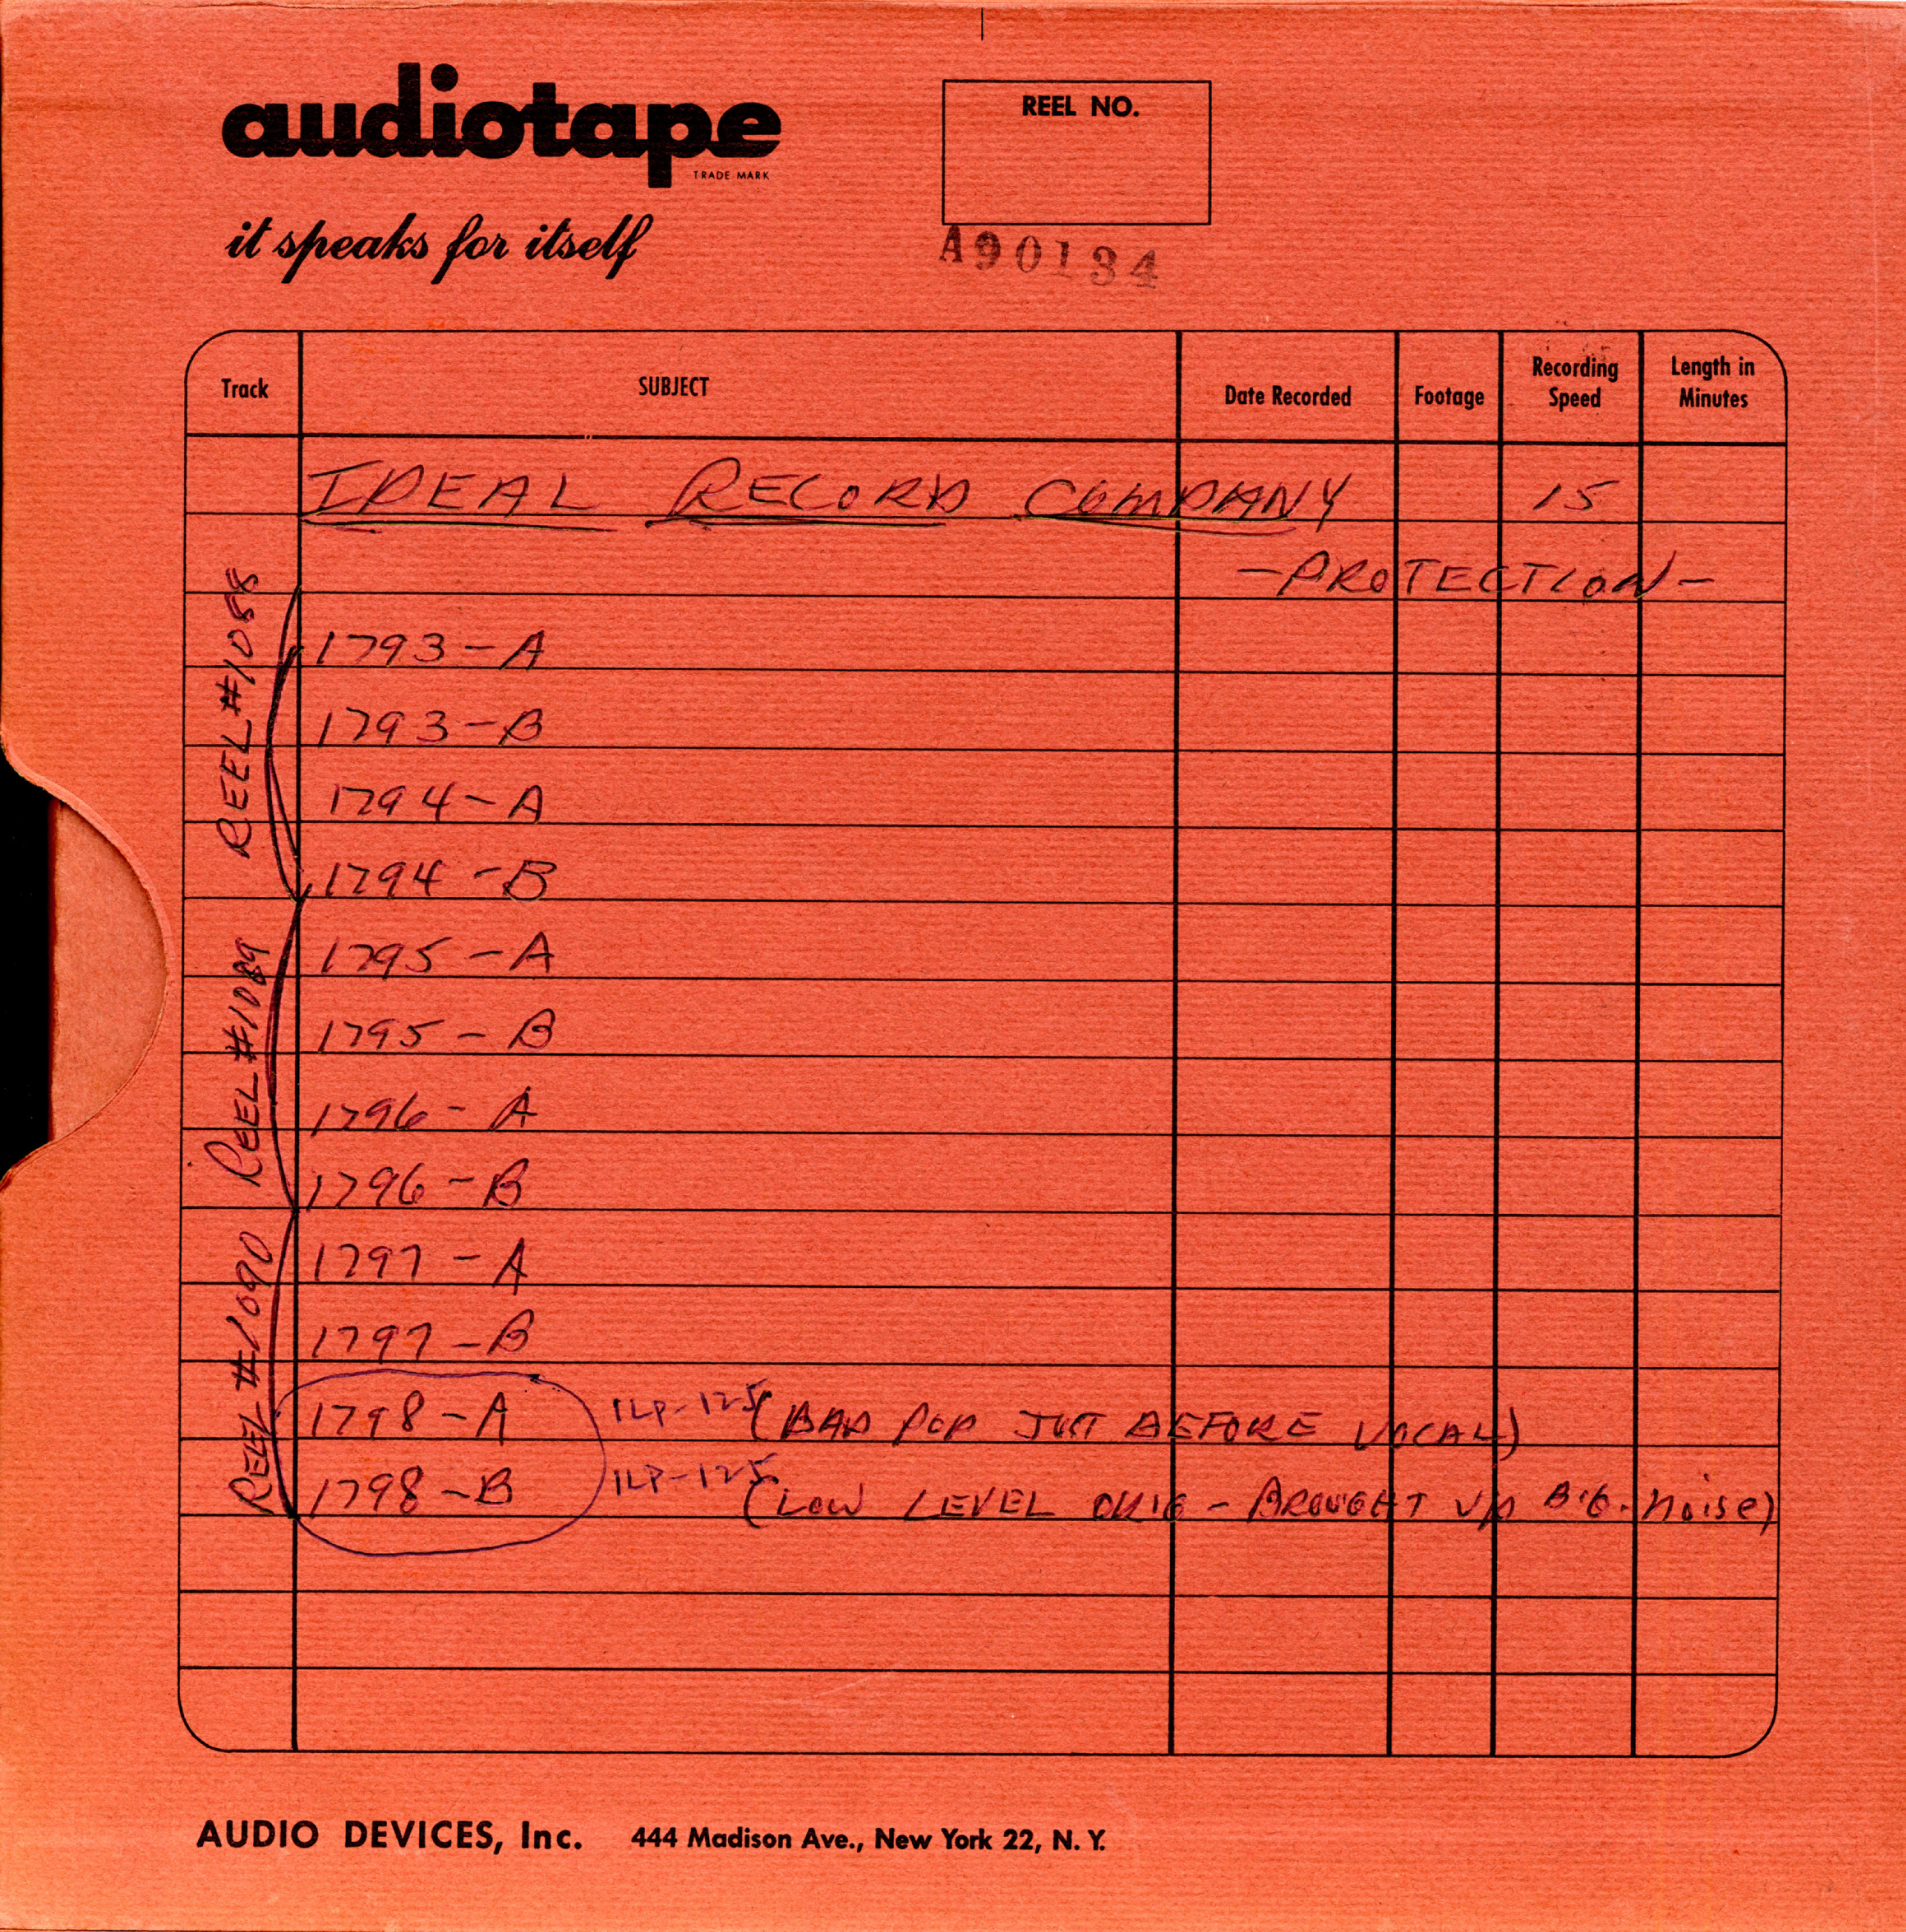 audiotape
TRADE MARK
it speaks for itself
REEL NO.
A90134
Track SUBJECT Date Recorded Footage Recording Speed Length in Minutes
IDEAL RECORD COMPANY 15
-PROTECTION-
REEL #1088
1793-A
1793-B
1794-A
1794-B
REEL #1089
1795-A
1795-B
1796-A
1796-B
REEL #1090
1797-A
1797-B
1798-A ILP-125 (BAD POP JUST BEFORE VOCAL)
1798-B ILP-125 (LOW LEVEL ORIG - BROUGHT UP B.G. Noise)
AUDIO DEVICES, Inc. 444 Madison Ave., New York 22, N. Y.